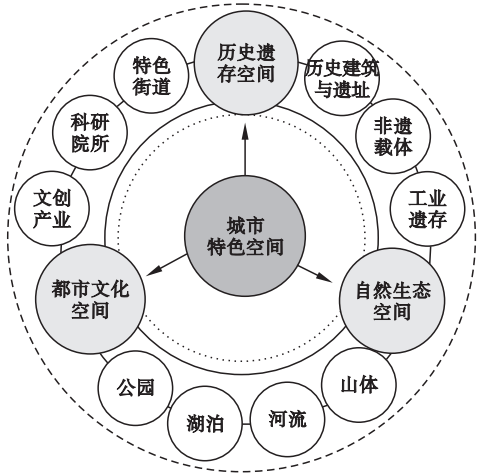 历史遗
存空间
特色
街道
历史建筑
与遗址
科研
院所
非遗
载体
文创
产业
工业
遗存
城市
特色空间
都市文化
空间
自然生态
空间
公园
山体
湖泊
河流